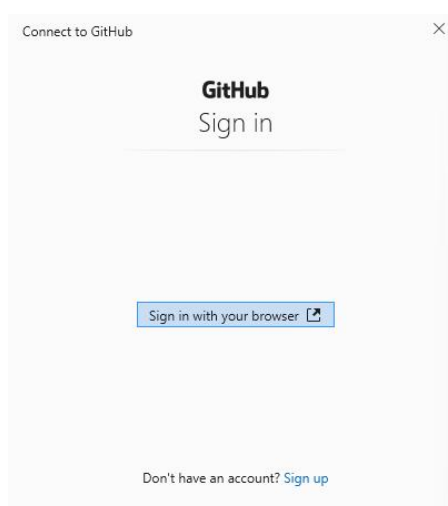 Connect to GitHub
GitHub
Sign in
Sign in with your browser
Don't have an account? Sign up